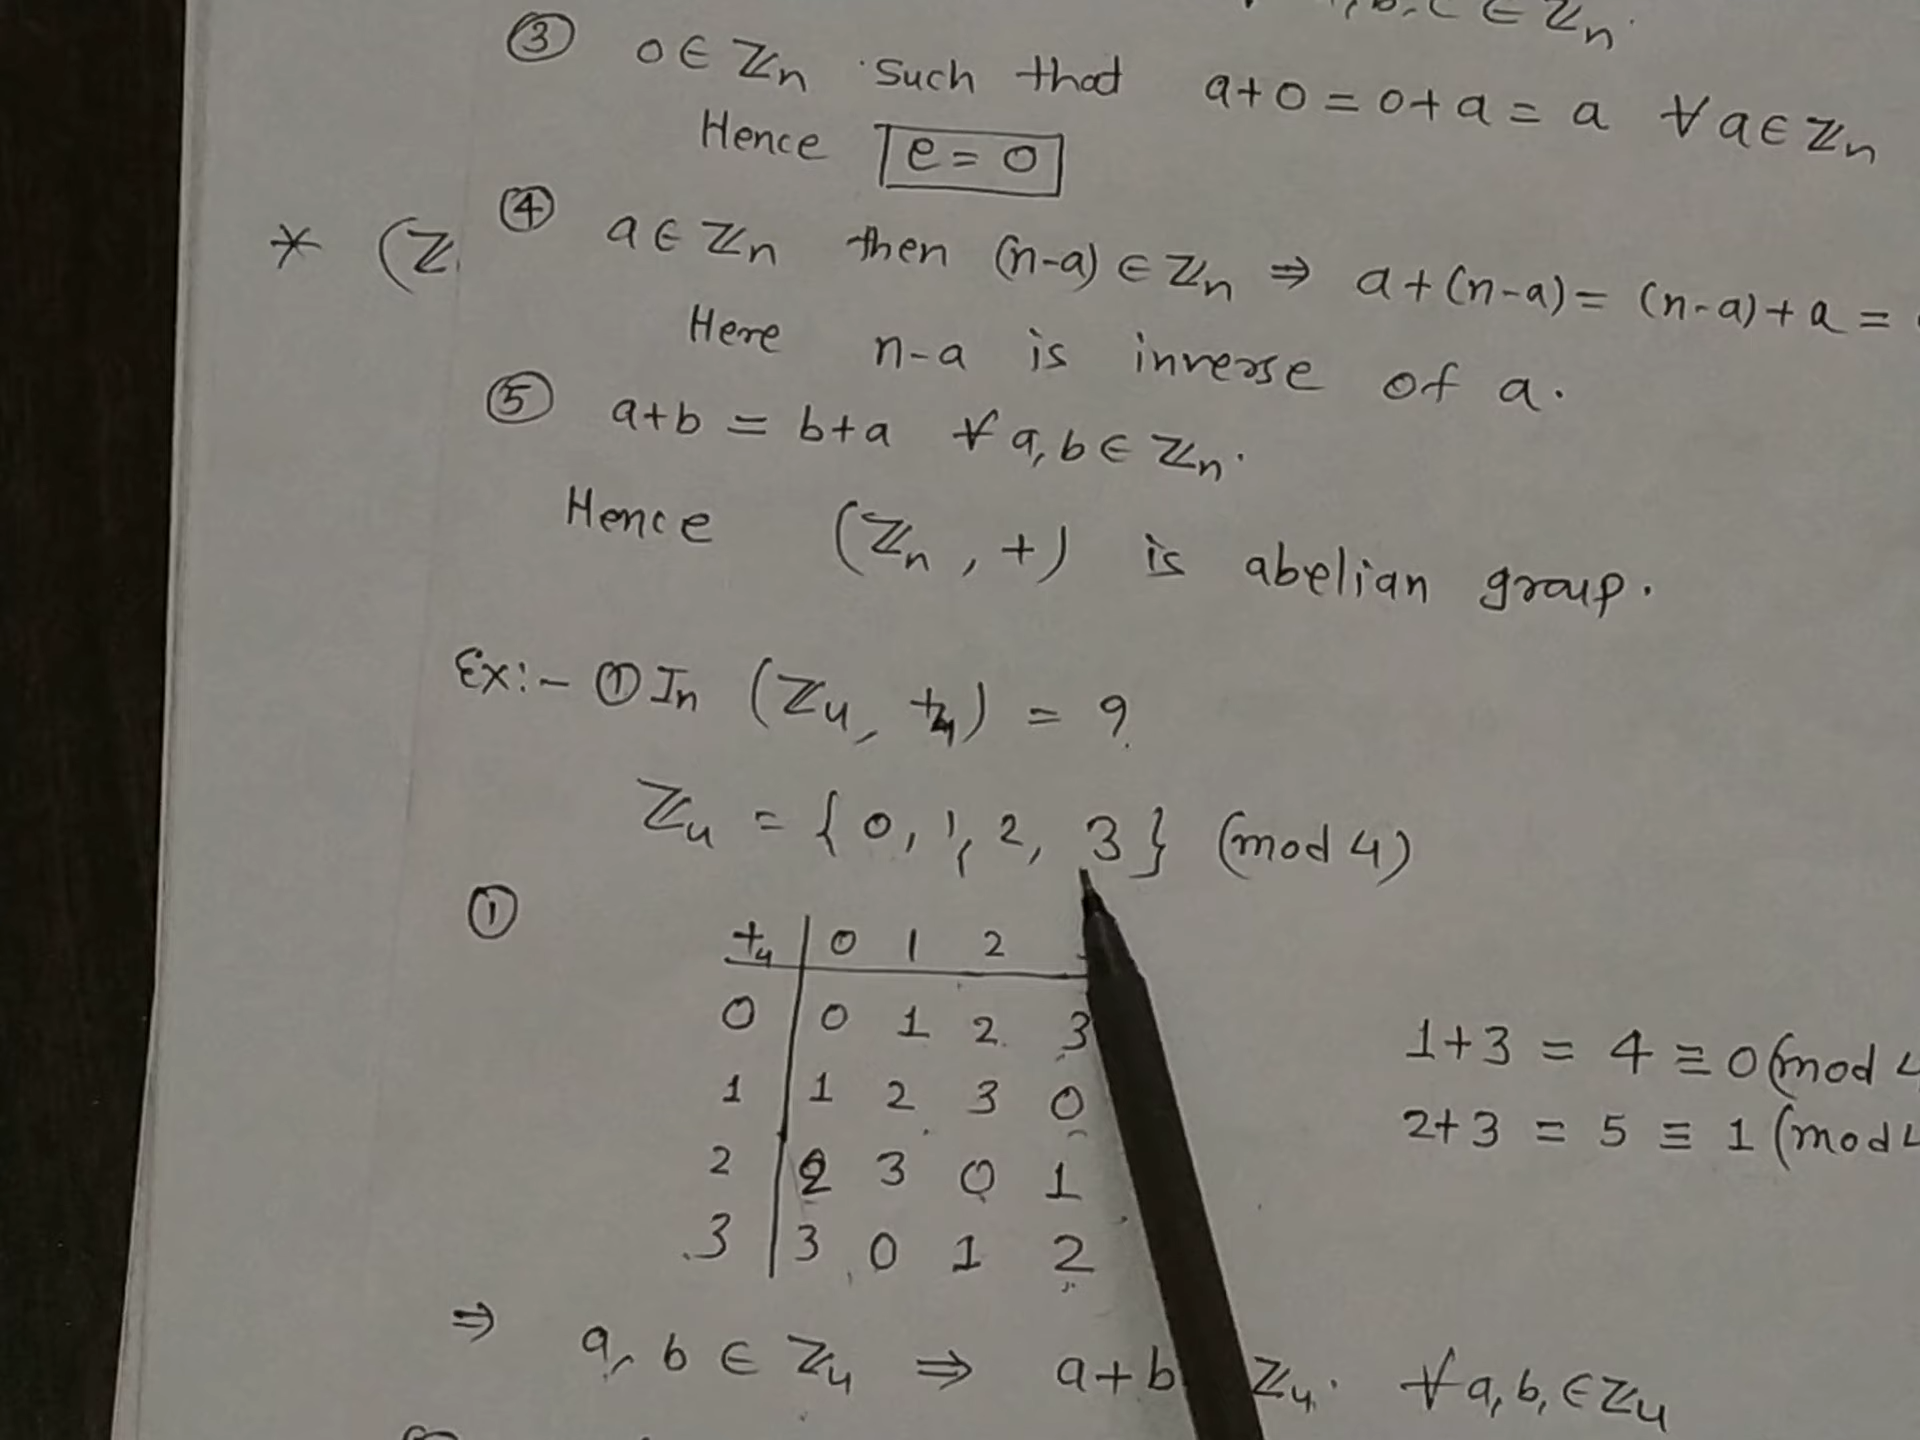 , b, c ∈ ℤn.
③ 0 ∈ ℤn such that a+0 = 0+a = a ∀ a ∈ ℤn
Hence e = 0
* (ℤ
④ a ∈ ℤn then (n-a) ∈ ℤn ⇒ a+(n-a) = (n-a)+a =
Here n-a is inverse of a.
⑤ a+b = b+a ∀ a,b ∈ ℤn.
Hence (ℤn, +) is abelian group.
Ex:- ① In (ℤ4, +4) = ?
ℤ4 = {0, 1, 2, 3} (mod 4)
①
+4 | 0 1 2
0 | 0 1 2 3
1 | 1 2 3 0
2 | 2 3 0 1
3 | 3 0 1 2
1+3 = 4 ≡ 0 (mod 4
2+3 = 5 ≡ 1 (mod 4
⇒ a, b ∈ ℤ4 ⇒ a+b ℤ4. ∀ a, b, ∈ ℤ4